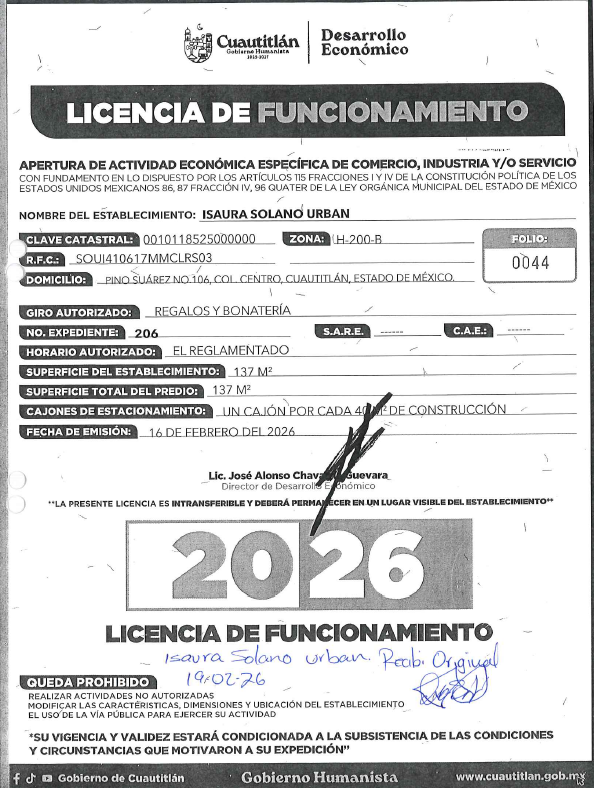 Cuautitlán
Gobierno Humanista
2025-2027
Desarrollo
Económico
LICENCIA DE FUNCIONAMIENTO
APERTURA DE ACTIVIDAD ECONÓMICA ESPECÍFICA DE COMERCIO, INDUSTRIA Y/O SERVICIO
CON FUNDAMENTO EN LO DISPUESTO POR LOS ARTÍCULOS 115 FRACCIONES I Y IV DE LA CONSTITUCIÓN POLÍTICA DE LOS
ESTADOS UNIDOS MEXICANOS 86, 87 FRACCIÓN IV, 96 QUATER DE LA LEY ORGÁNICA MUNICIPAL DEL ESTADO DE MÉXICO
NOMBRE DEL ESTABLECIMIENTO: ISAURA SOLANO URBAN
CLAVE CATASTRAL: 0010118525000000 ZONA: H-200-B
FOLIO:
0044
R.F.C.: SOUI410617MMCLRS03
DOMICILIO: PINO SUÁREZ NO.106, COL. CENTRO, CUAUTITLÁN, ESTADO DE MÉXICO.
GIRO AUTORIZADO: REGALOS Y BONATERÍA
NO. EXPEDIENTE: 206 S.A.R.E. ------ C.A.E.: ------
HORARIO AUTORIZADO: EL REGLAMENTADO
SUPERFICIE DEL ESTABLECIMIENTO: 137 M²
SUPERFICIE TOTAL DEL PREDIO: 137 M²
CAJONES DE ESTACIONAMIENTO: UN CAJÓN POR CADA 40 M² DE CONSTRUCCIÓN
FECHA DE EMISIÓN: 16 DE FEBRERO DEL 2026
Lic. José Alonso Guevara
Director de Desarrollo Económico
**LA PRESENTE LICENCIA ES INTRANSFERIBLE Y DEBERÁ PERMANECER EN UN LUGAR VISIBLE DEL ESTABLECIMIENTO**
2026
LICENCIA DE FUNCIONAMIENTO
Isaura Solano urban. Recibi Original
19-02-26
QUEDA PROHIBIDO
REALIZAR ACTIVIDADES NO AUTORIZADAS
MODIFICAR LAS CARACTERÍSTICAS, DIMENSIONES Y UBICACIÓN DEL ESTABLECIMIENTO
EL USO DE LA VÍA PÚBLICA PARA EJERCER SU ACTIVIDAD
"SU VIGENCIA Y VALIDEZ ESTARÁ CONDICIONADA A LA SUBSISTENCIA DE LAS CONDICIONES
Y CIRCUNSTANCIAS QUE MOTIVARON A SU EXPEDICIÓN"
Gobierno de Cuautitlán Gobierno Humanista www.cuautitlan.gob.mx